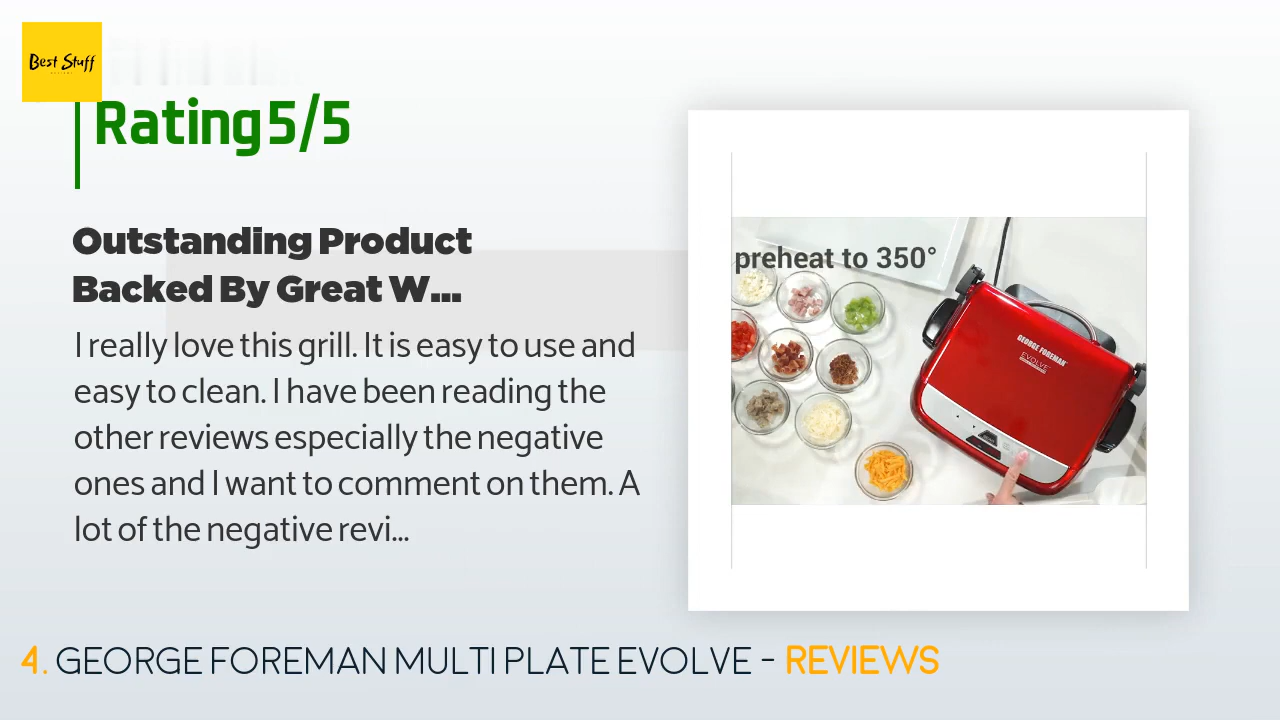 Best Stuff
Rating 5/5
Outstanding Product
Backed By Great W...
I really love this grill. It is easy to use and
easy to clean. I have been reading the
other reviews especially the negative
ones and I want to comment on them. A
lot of the negative revi...
preheat to 350°
GEORGE FOREMAN
EVOLVE
4. GEORGE FOREMAN MULTI PLATE EVOLVE - REVIEWS